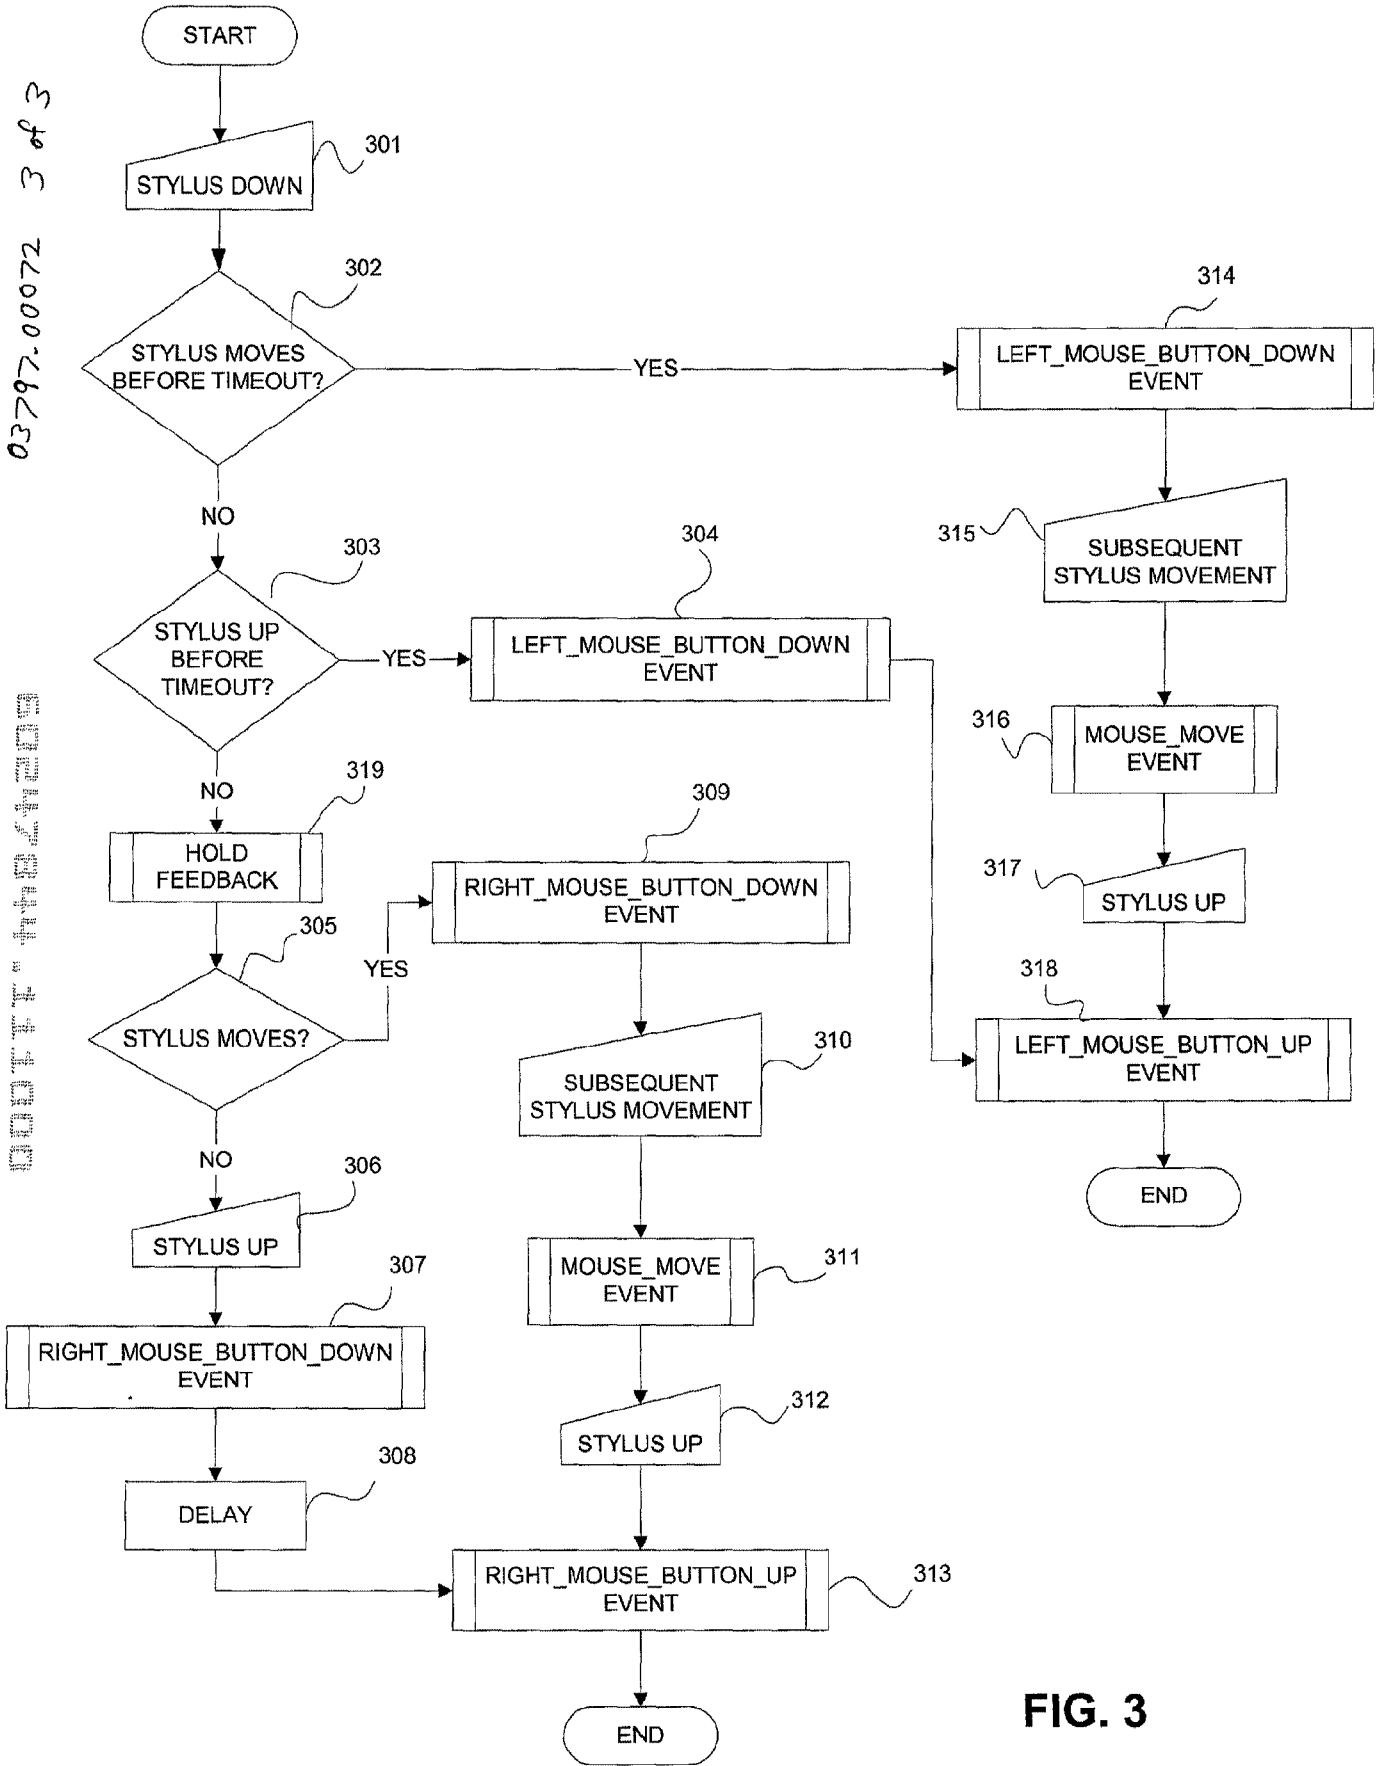 START
03797.00072 3 of 3
301
STYLUS DOWN
302
STYLUS MOVES
BEFORE TIMEOUT?
YES
314
LEFT_MOUSE_BUTTON_DOWN
EVENT
NO
315
SUBSEQUENT
STYLUS MOVEMENT
303
STYLUS UP
BEFORE
TIMEOUT?
YES
304
LEFT_MOUSE_BUTTON_DOWN
EVENT
316
MOUSE_MOVE
EVENT
NO
319
HOLD
FEEDBACK
309
RIGHT_MOUSE_BUTTON_DOWN
EVENT
317
STYLUS UP
305
STYLUS MOVES?
YES
318
LEFT_MOUSE_BUTTON_UP
EVENT
310
SUBSEQUENT
STYLUS MOVEMENT
NO
END
306
STYLUS UP
311
MOUSE_MOVE
EVENT
307
RIGHT_MOUSE_BUTTON_DOWN
EVENT
312
STYLUS UP
308
DELAY
313
RIGHT_MOUSE_BUTTON_UP
EVENT
END
FIG. 3